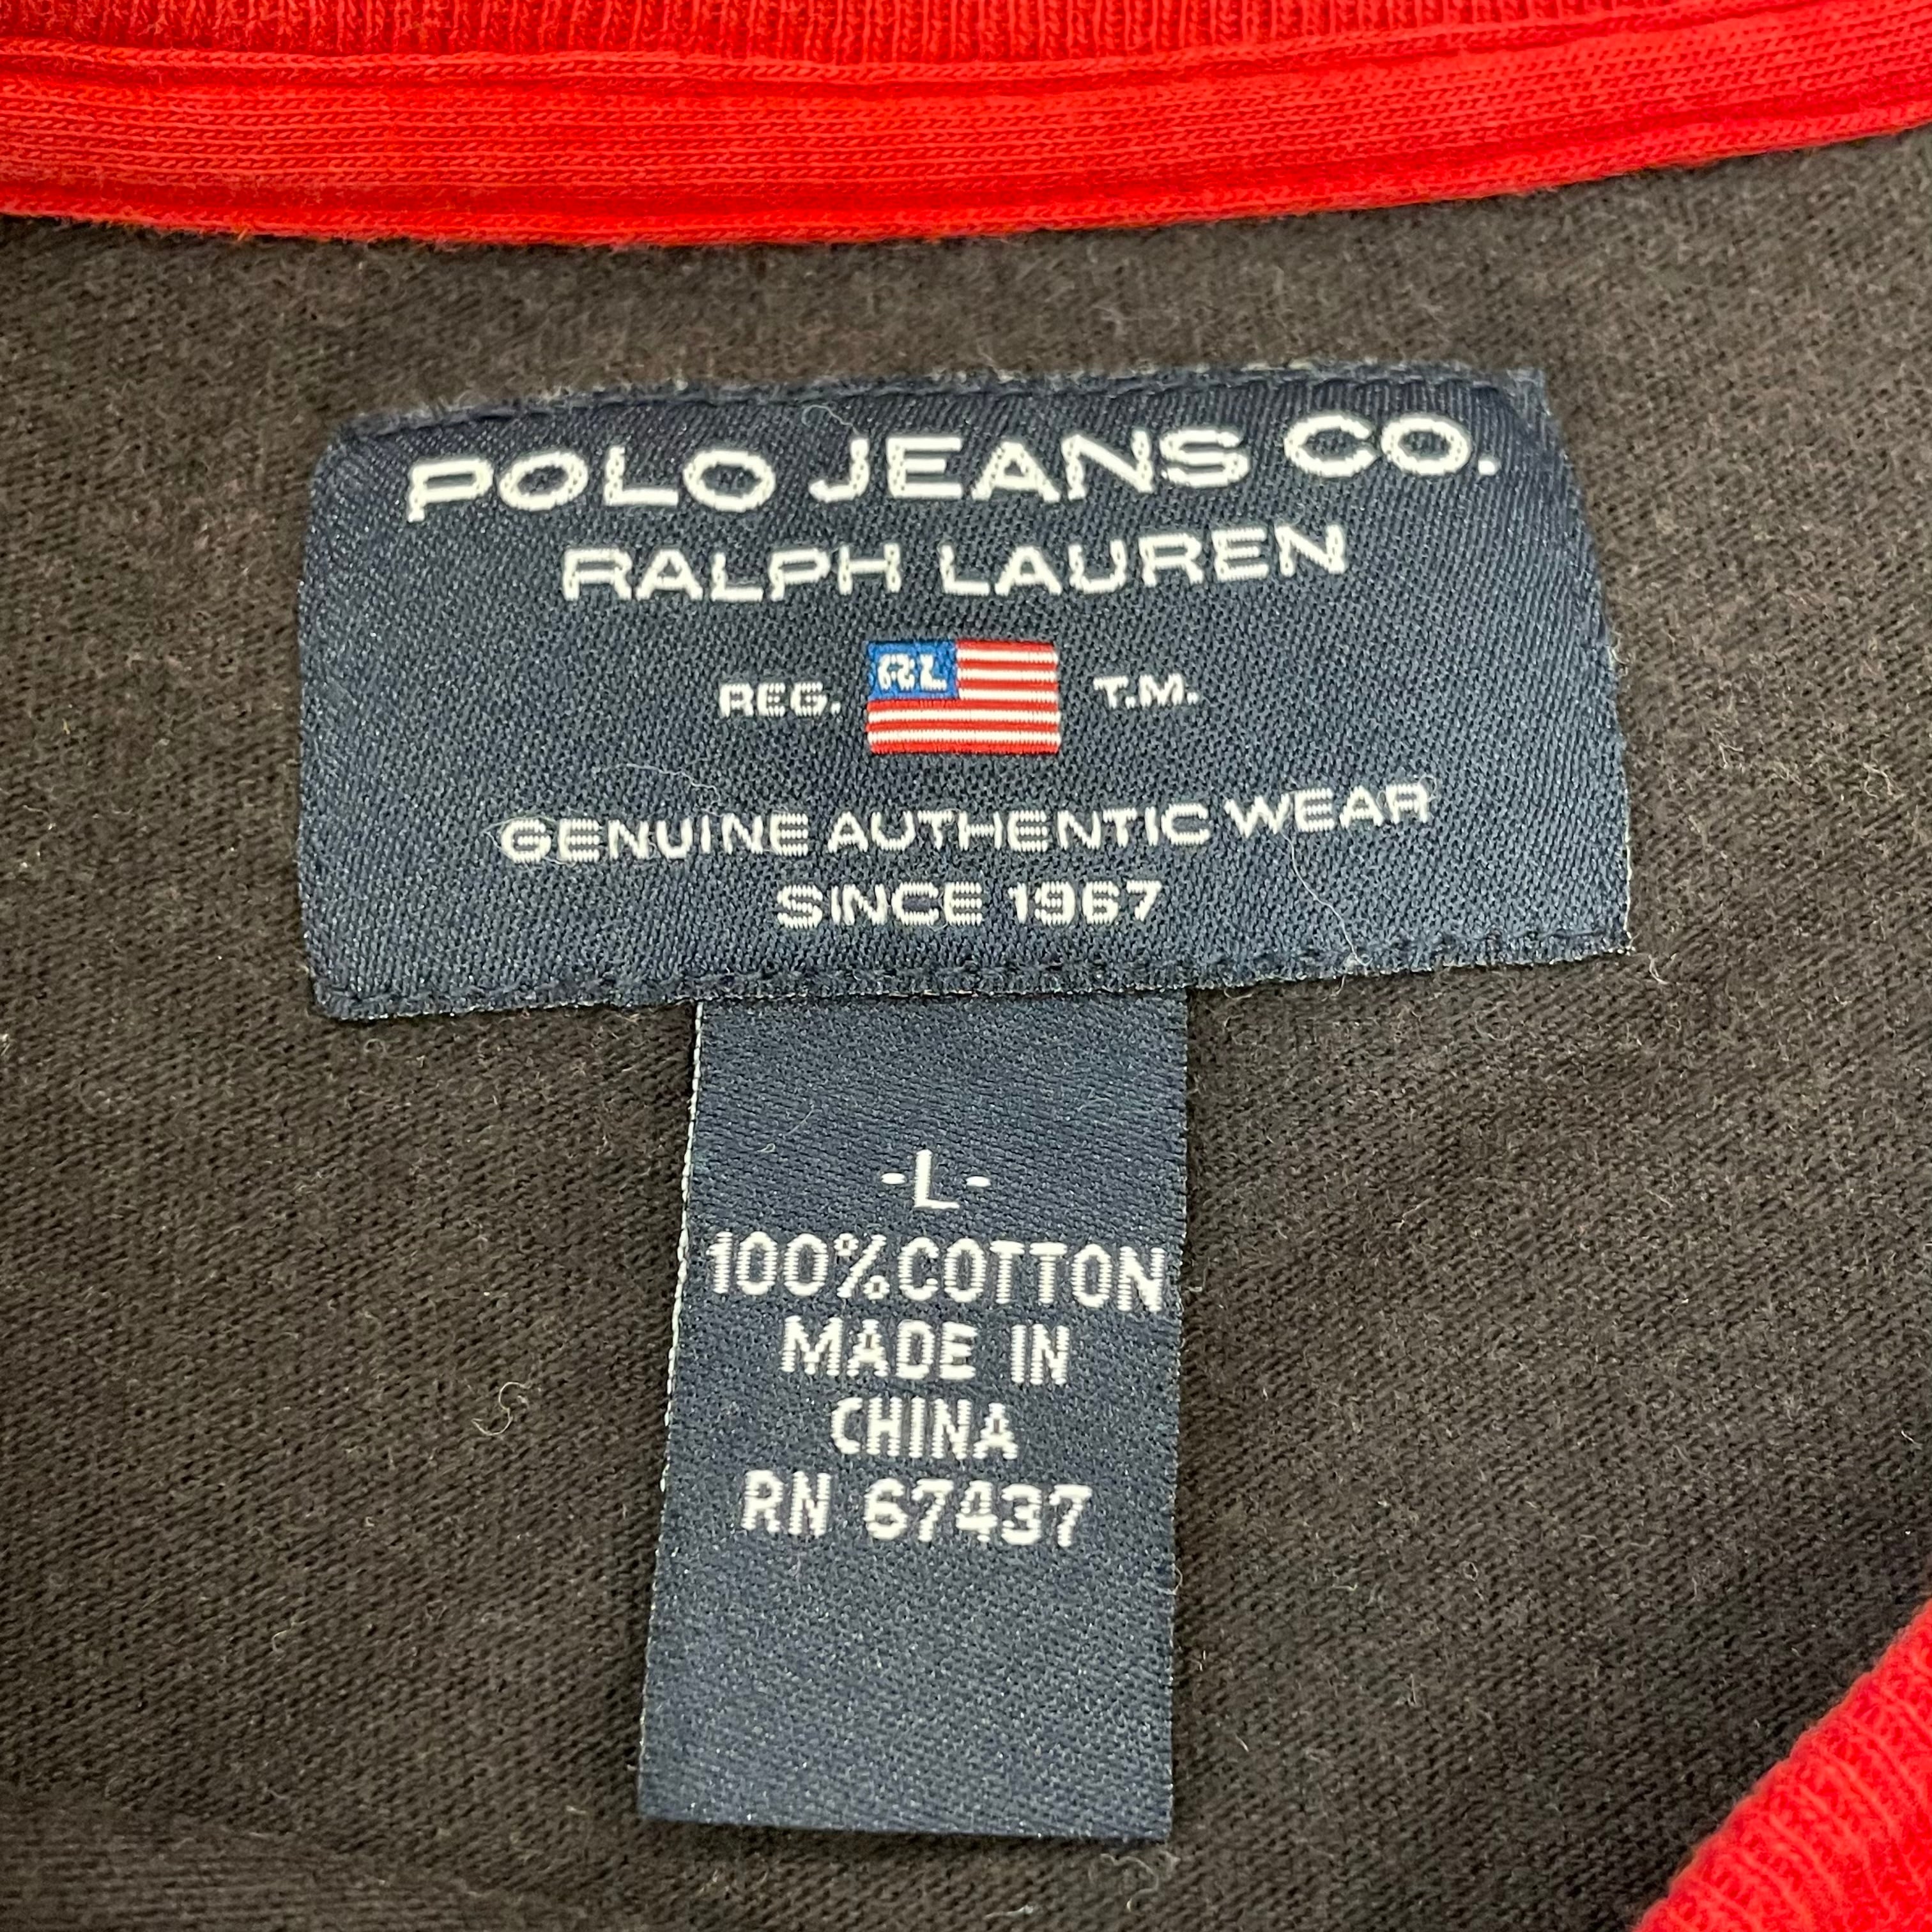 POLO JEANS CO.
RALPH LAUREN
REG. RL T.M.
GENUINE AUTHENTIC WEAR
SINCE 1967
-L-
100% COTTON
MADE IN
CHINA
RN 67437